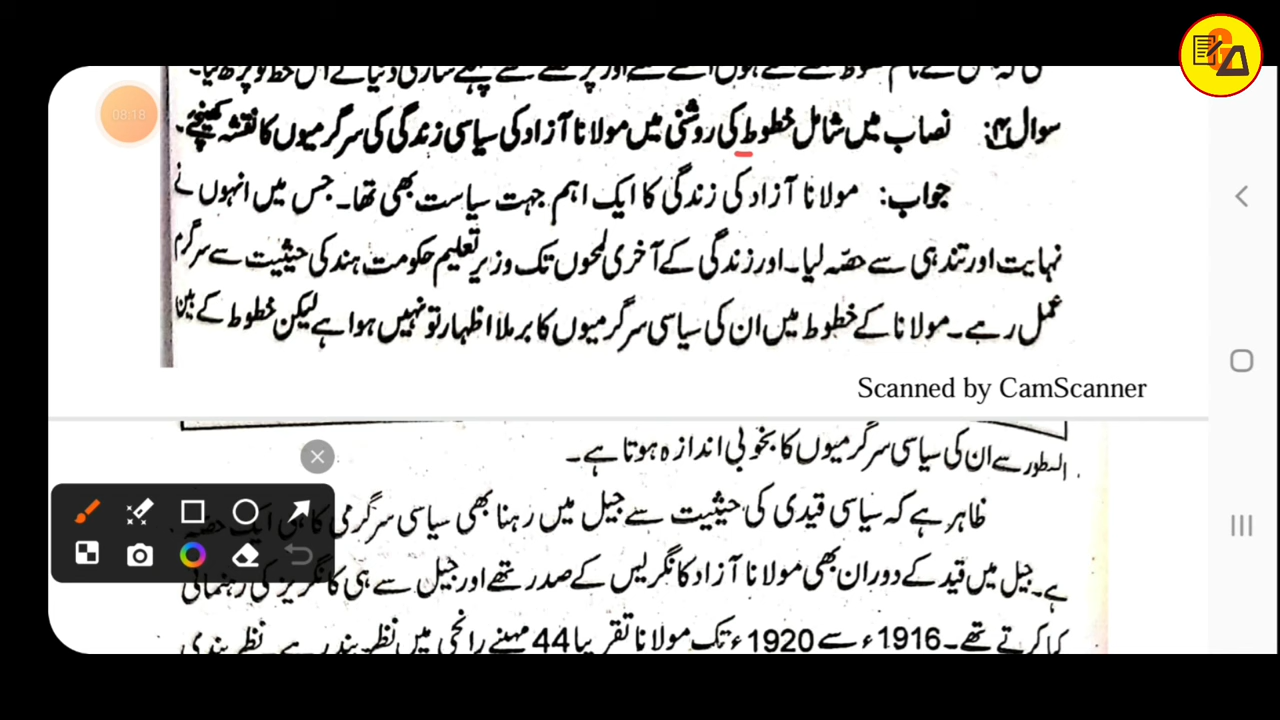 08:18
سوال ۴: نصاب میں شامل خطوط کی روشنی میں مولانا آزاد کی سیاسی زندگی کی سرگرمیوں کا نقشہ کھینچئے۔
جواب: مولانا آزاد کی زندگی کا ایک اہم جہت سیاست بھی تھا۔ جس میں انہوں نے
نہایت اور تندہی سے حصّہ لیا۔ اور زندگی کے آخری لمحوں تک وزیر تعلیم حکومت ہند کی حیثیت سے سرگرم
عمل رہے۔ مولانا کے خطوط میں ان کی سیاسی سرگرمیوں کا برملا اظہار تو نہیں ہوا ہے لیکن خطوط کے بین
Scanned by CamScanner
السطور سے ان کی سیاسی سرگرمیوں کا بخوبی اندازہ ہوتا ہے۔
ظاہر ہے کہ سیاسی قیدی کی حیثیت سے جیل میں رہنا بھی سیاسی سرگرمی کا ہی ایک حصّہ
ہے۔ جیل میں قید کے دوران بھی مولانا آزاد کانگریس کے صدر تھے اور جیل سے ہی کانگریز کی رہنمائی
کیا کرتے تھے۔ 1916ء سے 1920ء تک مولانا تقریبا 44 مہینے رانچی میں نظر بند رہے۔ نظر بندی